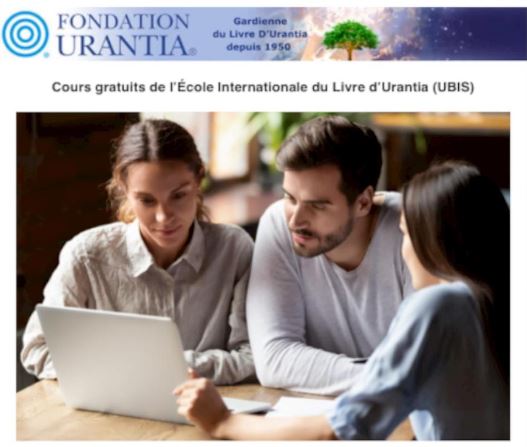 FONDATION
URANTIA®
Gardienne
du Livre D'Urantia
depuis 1950
Cours gratuits de l'École Internationale du Livre d'Urantia (UBIS)